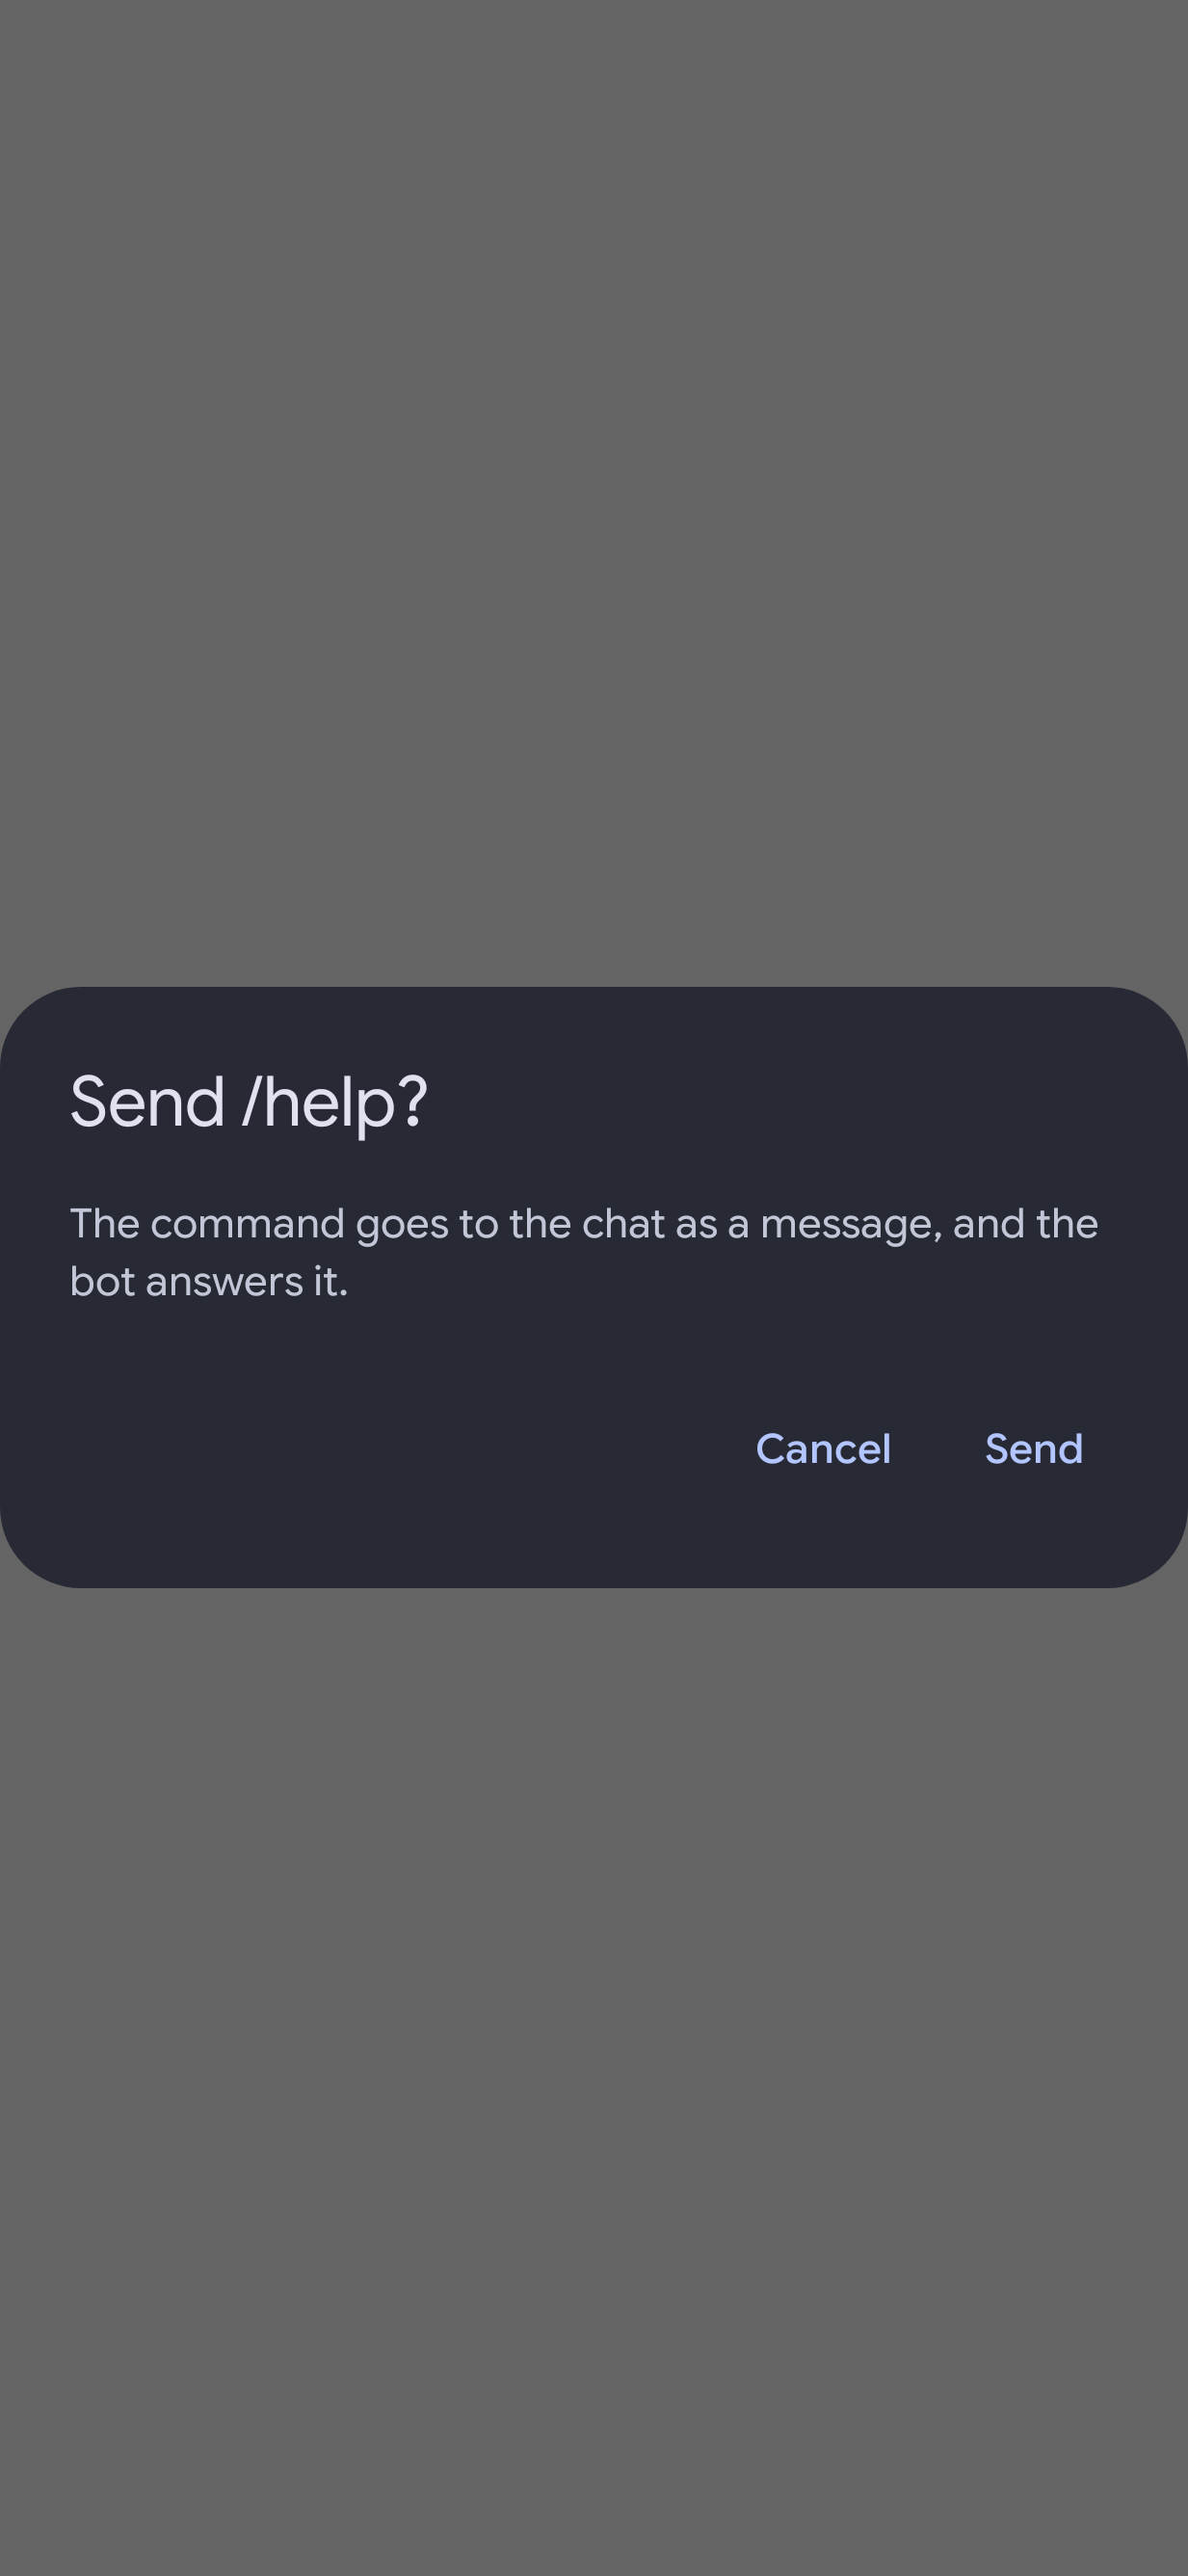 Send /help?
The command goes to the chat as a message, and the
bot answers it.
Cancel Send